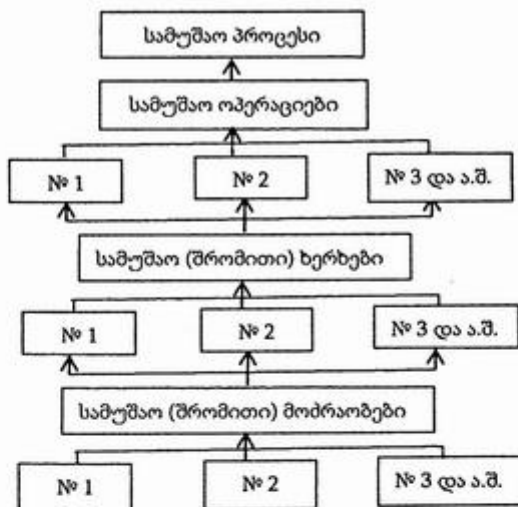 სამუშაო პროცესი
სამუშაო ოპერაციები
№ 1
№ 2
№ 3 და ა.შ.
სამუშაო (შრომითი) ხერხები
№ 1
№ 2
№ 3 და ა.შ.
სამუშაო (შრომითი) მოძრაობები
№ 1
№ 2
№ 3 და ა.შ.